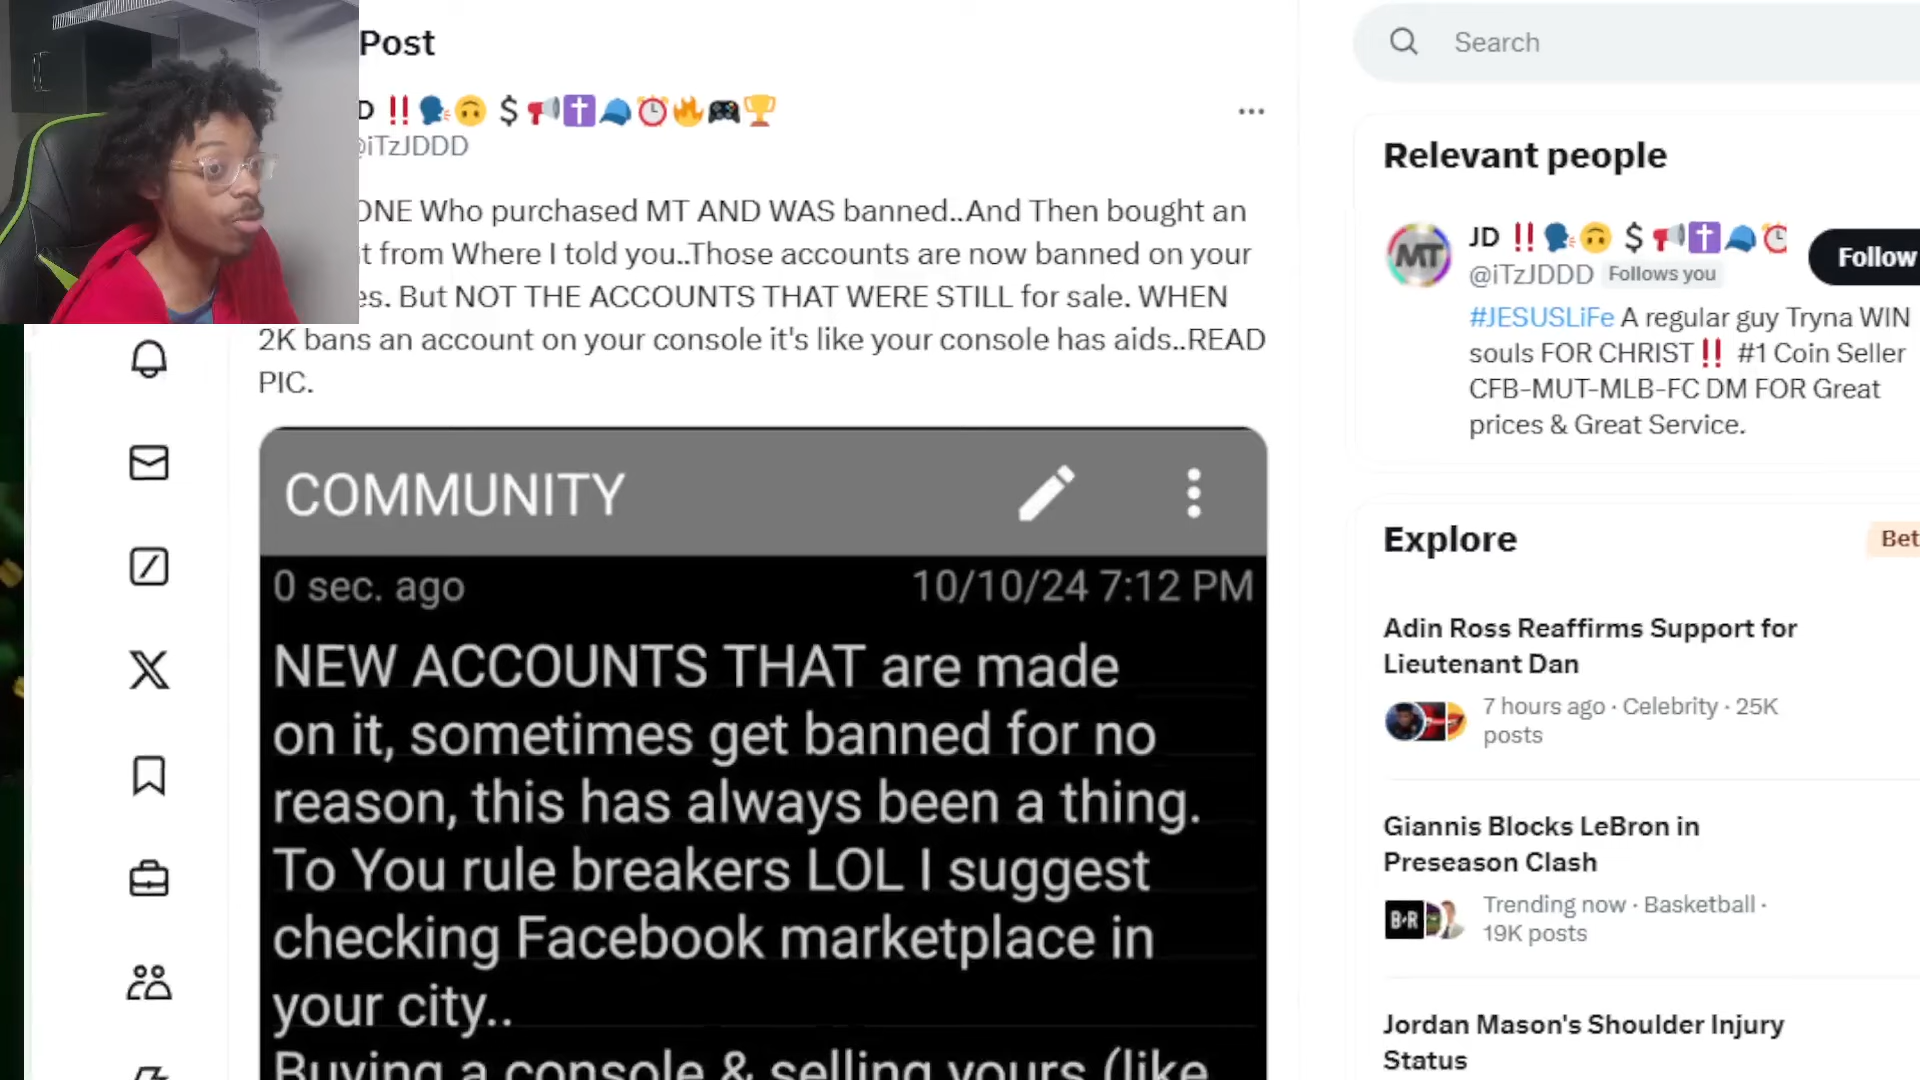 Post
D ‼️🗣️🙃 $ 📢✝️🧢⏰🔥🎮🏆
iTzJDDD
ONE Who purchased MT AND WAS banned..And Then bought an
t from Where I told you..Those accounts are now banned on your
es. But NOT THE ACCOUNTS THAT WERE STILL for sale. WHEN
2K bans an account on your console it's like your console has aids..READ
PIC.
COMMUNITY
0 sec. ago 10/10/24 7:12 PM
NEW ACCOUNTS THAT are made
on it, sometimes get banned for no
reason, this has always been a thing.
To You rule breakers LOL I suggest
checking Facebook marketplace in
your city..
Buying a console & selling yours (like
Search
Relevant people
MT
JD ‼️🗣️🙃 $ 📢✝️🧢⏰
@iTzJDDD Follows you
Follow
#JESUSLiFe A regular guy Tryna WIN
souls FOR CHRIST‼️ #1 Coin Seller
CFB-MUT-MLB-FC DM FOR Great
prices & Great Service.
Explore
Bet
Adin Ross Reaffirms Support for
Lieutenant Dan
7 hours ago · Celebrity · 25K
posts
Giannis Blocks LeBron in
Preseason Clash
B/R
Trending now · Basketball ·
19K posts
Jordan Mason's Shoulder Injury
Status